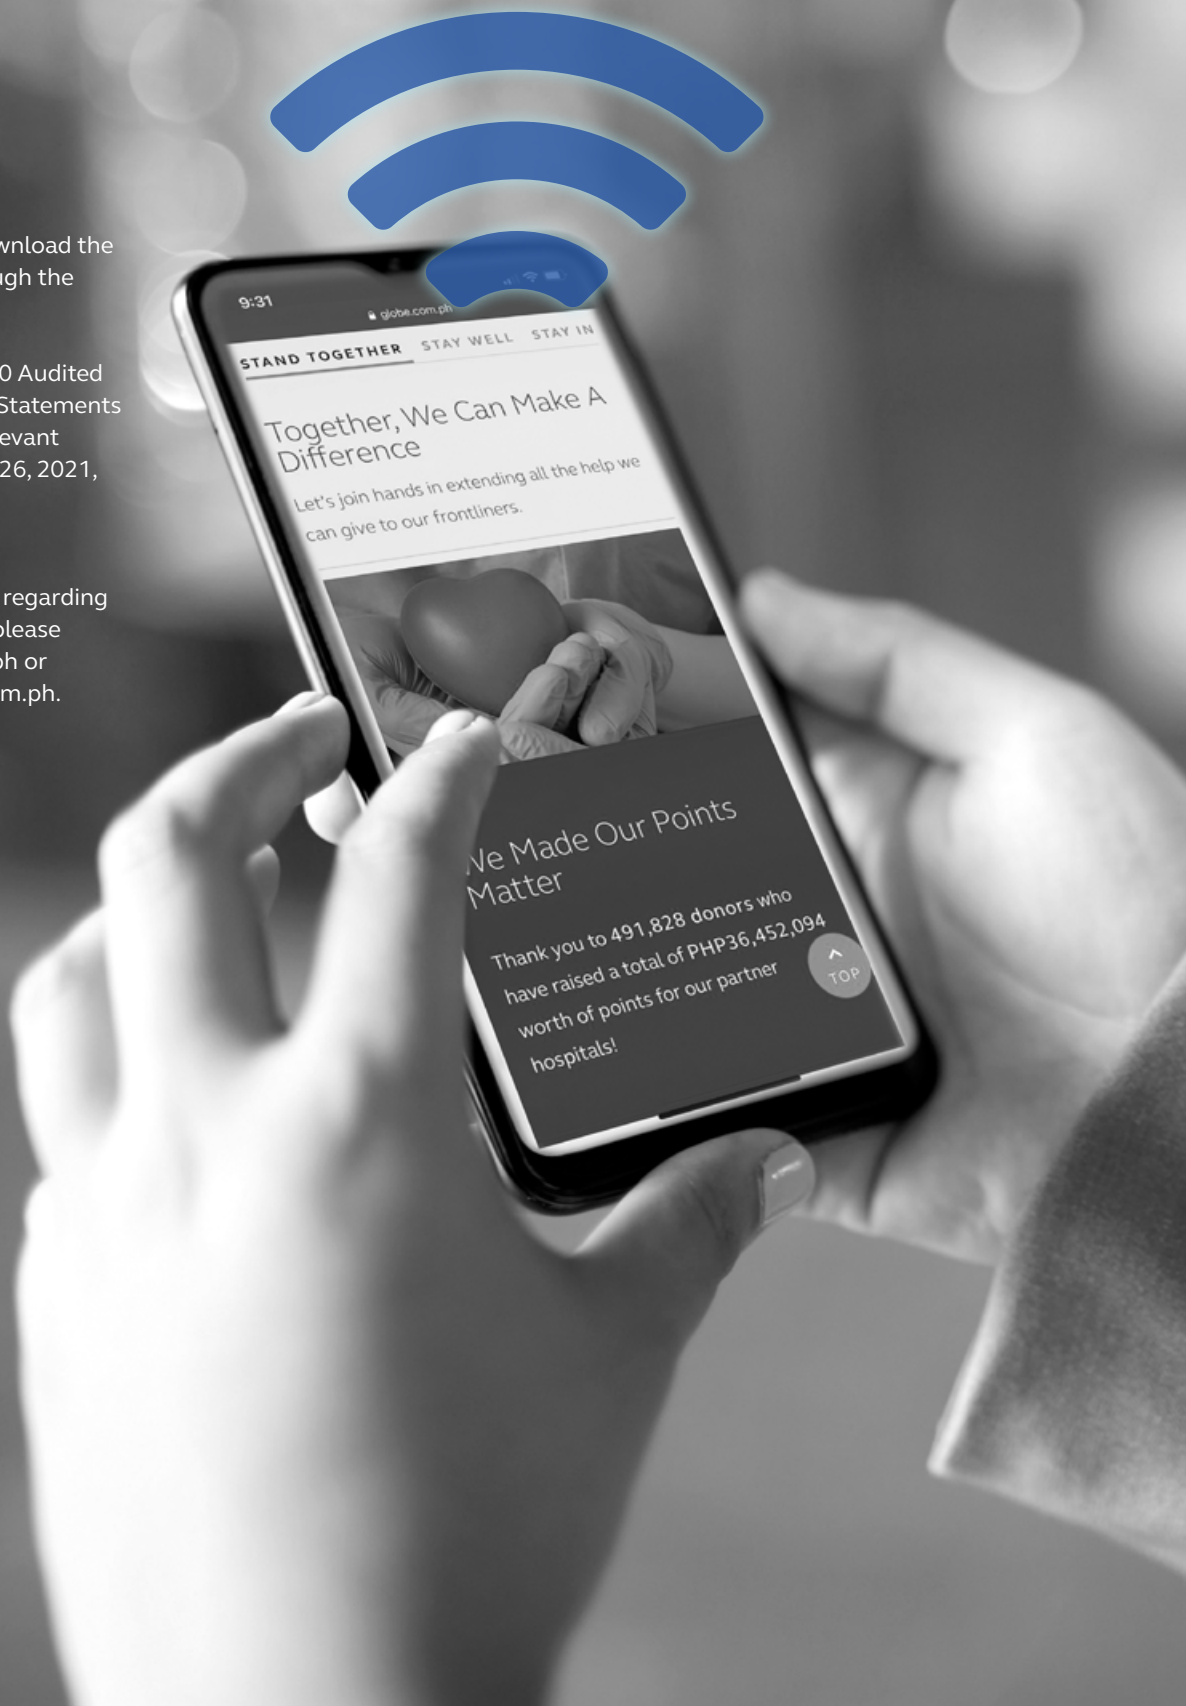 wnload the
ugh the
0 Audited
Statements
evant
26, 2021,
regarding
please
ph or
m.ph.
9:31
globe.com.ph
STAND TOGETHER STAY WELL STAY IN
Together, We Can Make A
Difference
Let's join hands in extending all the help we
can give to our frontliners.
We Made Our Points
Matter
Thank you to 491,828 donors who
have raised a total of PHP36,452,094
worth of points for our partner
hospitals!
TOP